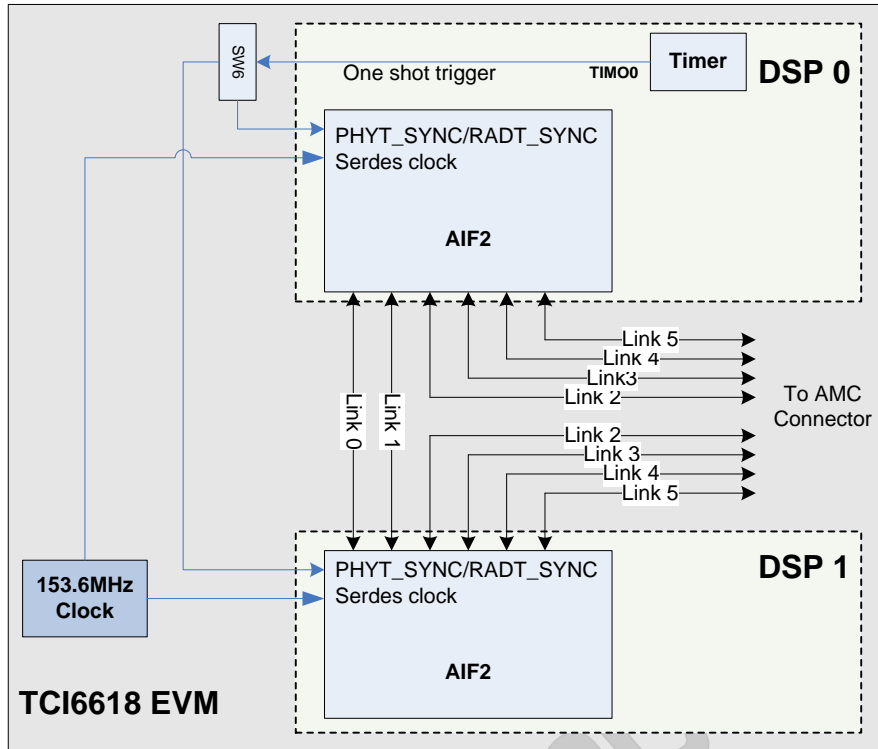 SW6
One shot trigger
TIMO0
Timer
DSP 0
PHYT_SYNC/RADT_SYNC
Serdes clock
AIF2
Link 5
Link 4
Link3
Link 2
Link 0
Link 1
To AMC
Connector
Link 2
Link 3
Link 4
Link 5
153.6MHz
Clock
PHYT_SYNC/RADT_SYNC
Serdes clock
DSP 1
AIF2
TCI6618 EVM